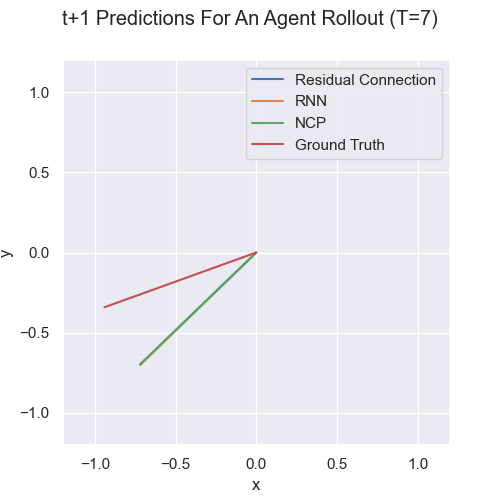 t+1 Predictions For An Agent Rollout (T=7)
Residual Connection
RNN
NCP
Ground Truth
1.0
0.5
0.0
−0.5
−1.0
y
−1.0 −0.5 0.0 0.5 1.0
x